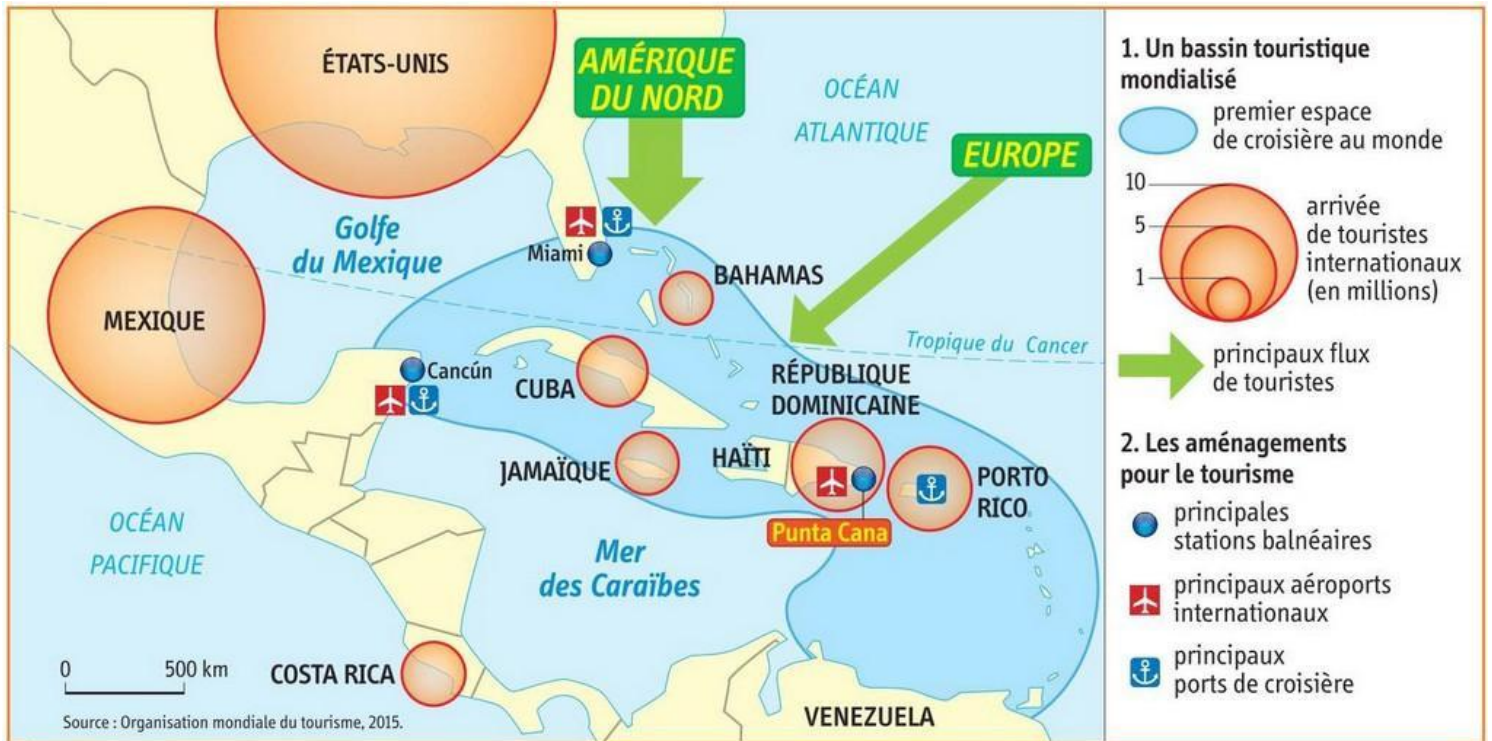 ÉTATS-UNIS
AMÉRIQUE
DU NORD
OCÉAN
ATLANTIQUE
EUROPE
Golfe
du Mexique
Miami
BAHAMAS
MEXIQUE
Tropique du Cancer
Cancún
CUBA
RÉPUBLIQUE
DOMINICAINE
JAMAÏQUE
HAÏTI
PORTO
RICO
Punta Cana
OCÉAN
PACIFIQUE
Mer
des Caraïbes
0 500 km
COSTA RICA
VENEZUELA
Source : Organisation mondiale du tourisme, 2015.
1. Un bassin touristique
mondialisé
premier espace
de croisière au monde
10
5
1
arrivée
de touristes
internationaux
(en millions)
principaux flux
de touristes
2. Les aménagements
pour le tourisme
principales
stations balnéaires
principaux aéroports
internationaux
principaux
ports de croisière